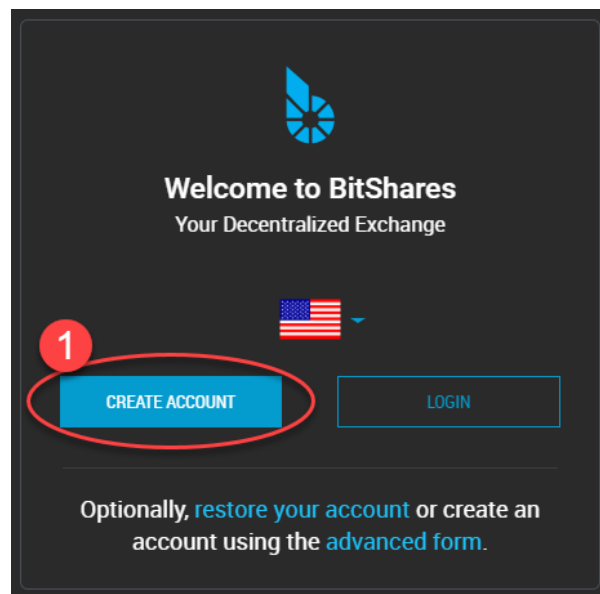 Welcome to BitShares
Your Decentralized Exchange
1
CREATE ACCOUNT
LOGIN
Optionally, restore your account or create an
account using the advanced form.